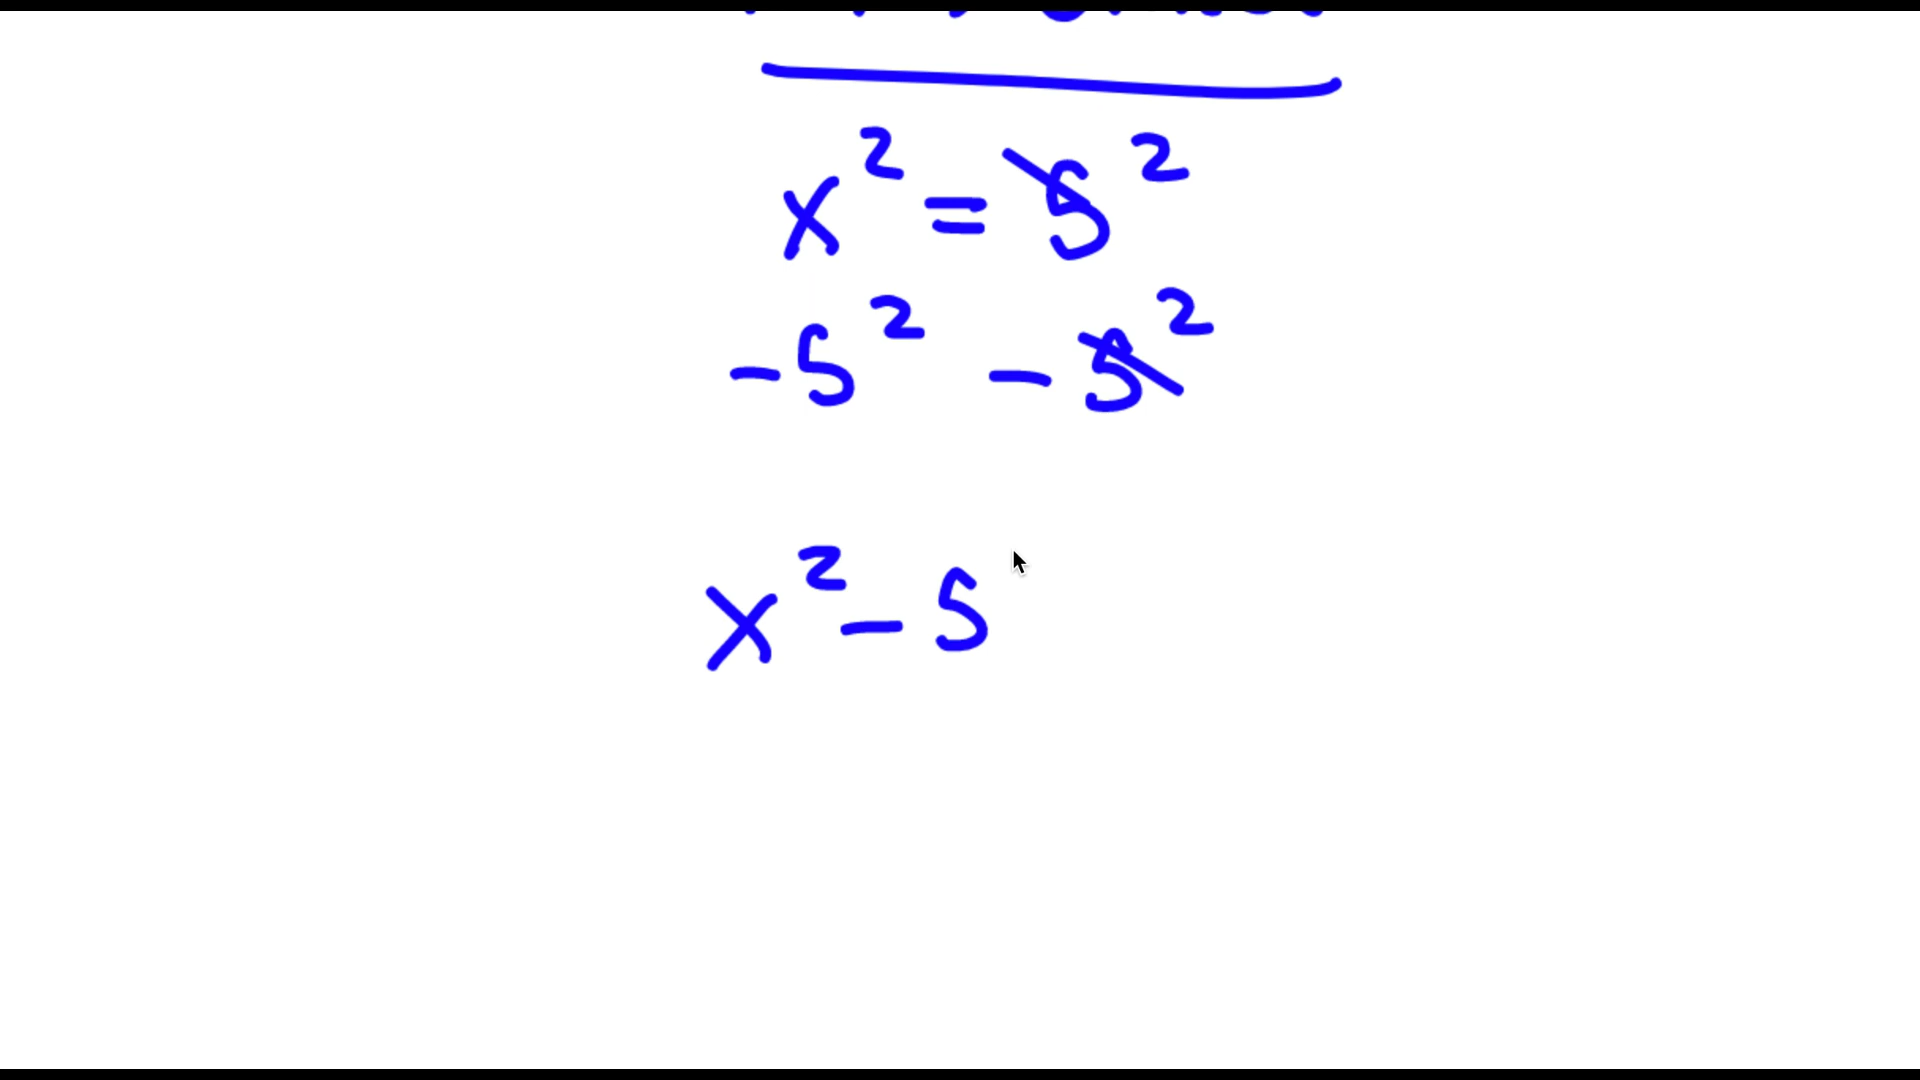 x² = 5²
-5² -5²
x² - 5